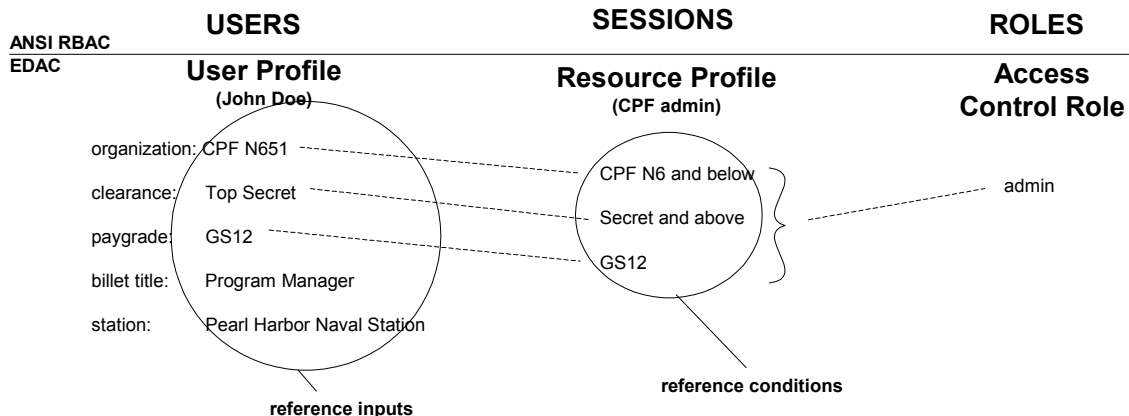 USERS SESSIONS ROLES
ANSI RBAC
EDAC
User Profile
(John Doe)
Resource Profile
(CPF admin)
Access
Control Role
organization: CPF N651
clearance: Top Secret
paygrade: GS12
billet title: Program Manager
station: Pearl Harbor Naval Station
CPF N6 and below
Secret and above
GS12
admin
reference inputs
reference conditions